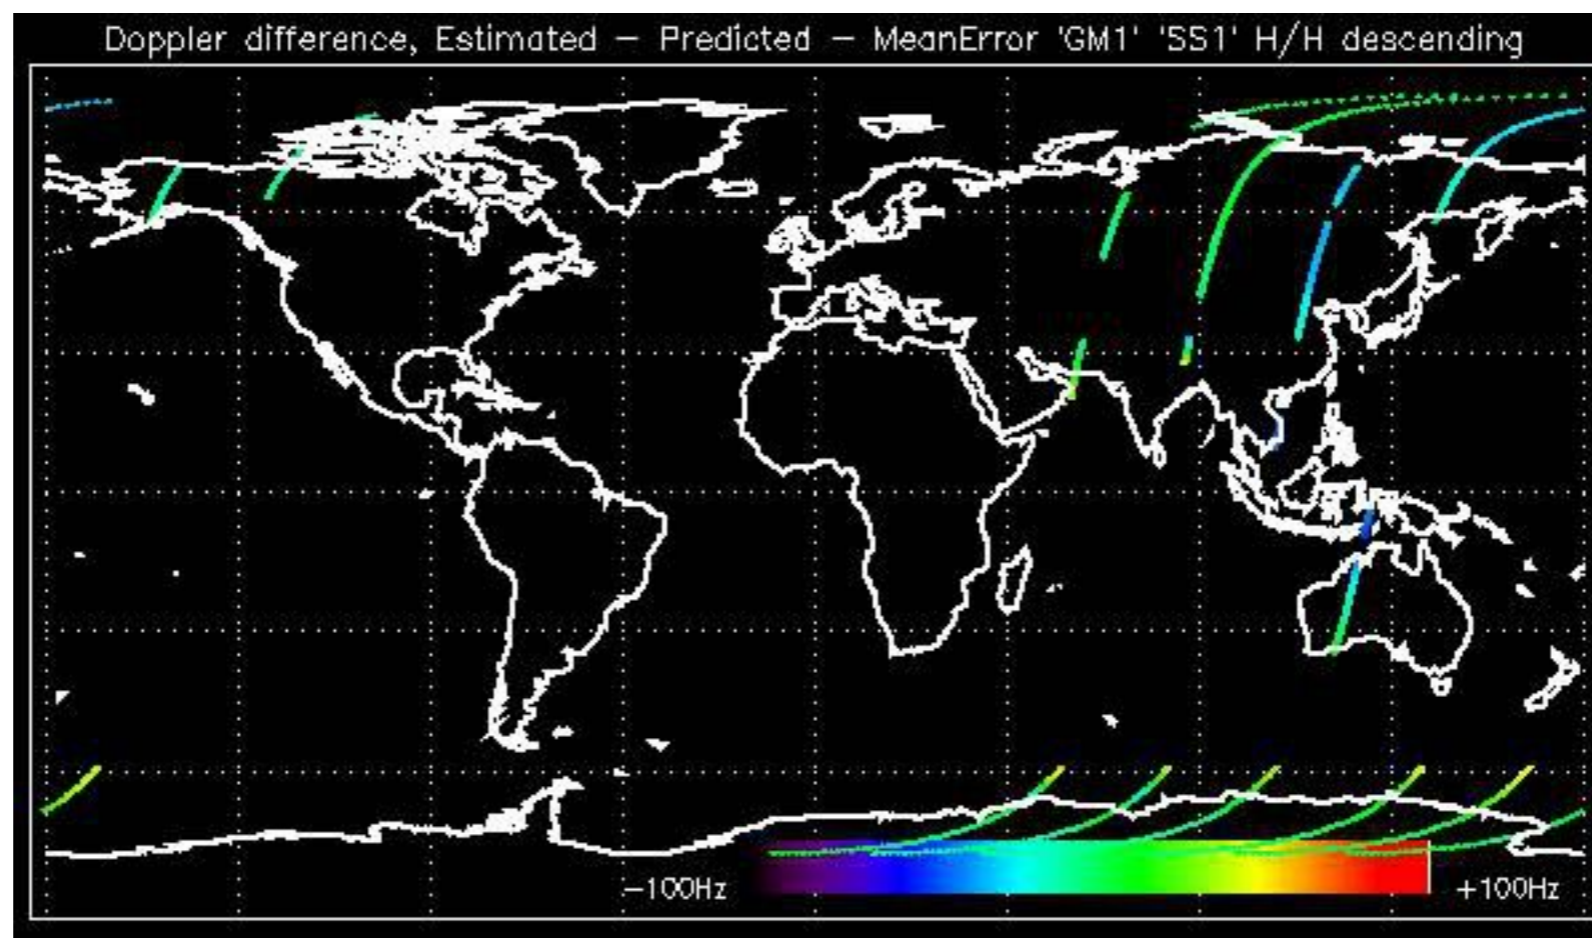 Doppler difference, Estimated – Predicted – MeanError 'GM1' 'SS1' H/H descending
-100Hz
+100Hz